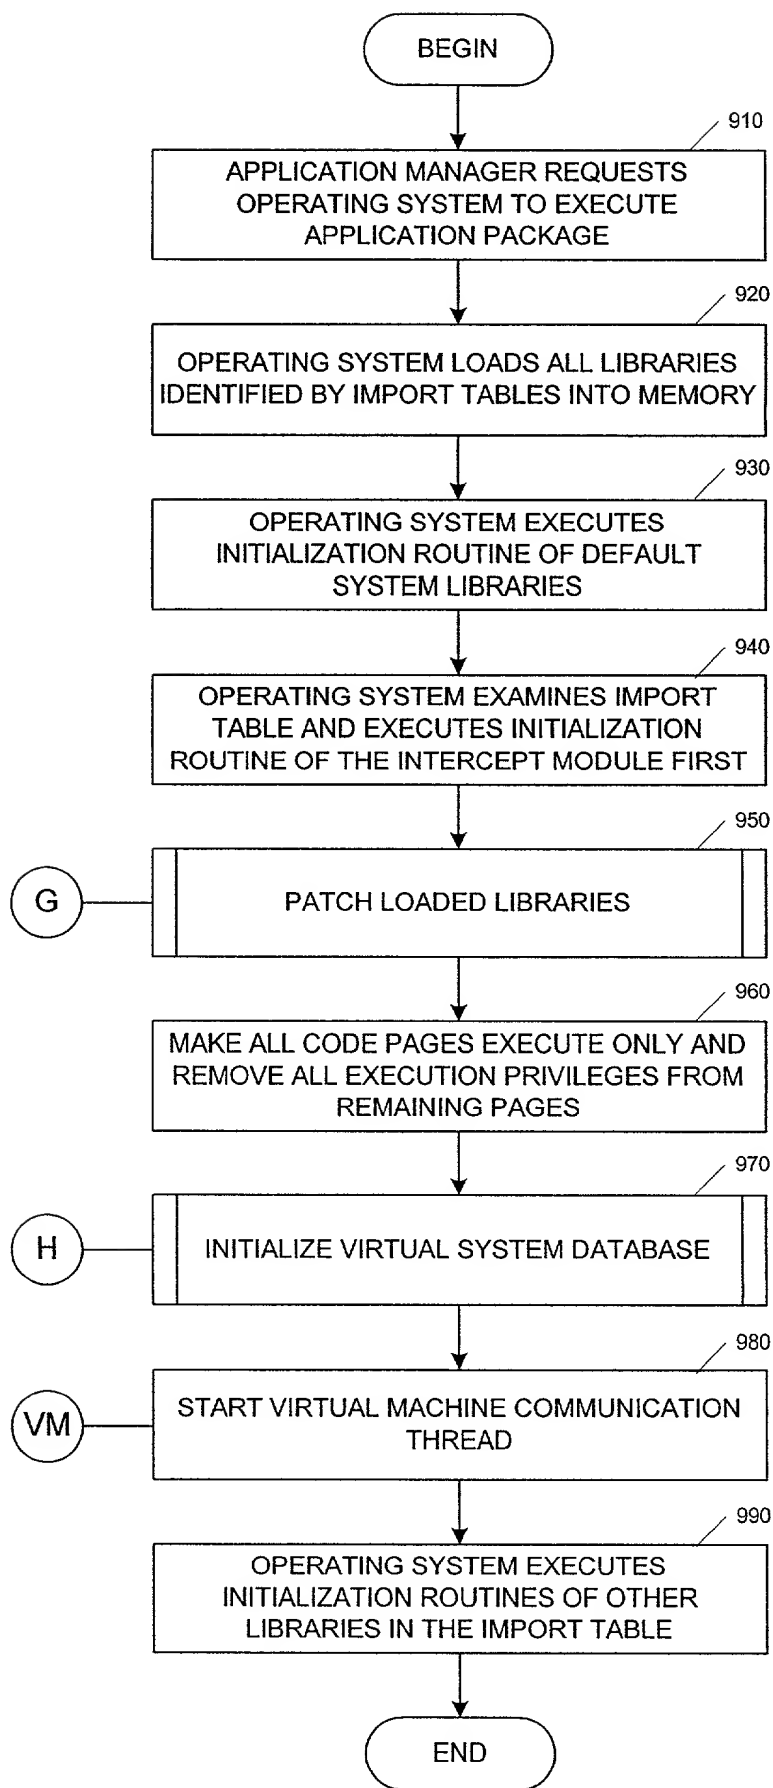 BEGIN
910
APPLICATION MANAGER REQUESTS
OPERATING SYSTEM TO EXECUTE
APPLICATION PACKAGE
920
OPERATING SYSTEM LOADS ALL LIBRARIES
IDENTIFIED BY IMPORT TABLES INTO MEMORY
930
OPERATING SYSTEM EXECUTES
INITIALIZATION ROUTINE OF DEFAULT
SYSTEM LIBRARIES
940
OPERATING SYSTEM EXAMINES IMPORT
TABLE AND EXECUTES INITIALIZATION
ROUTINE OF THE INTERCEPT MODULE FIRST
950
G
PATCH LOADED LIBRARIES
960
MAKE ALL CODE PAGES EXECUTE ONLY AND
REMOVE ALL EXECUTION PRIVILEGES FROM
REMAINING PAGES
970
H
INITIALIZE VIRTUAL SYSTEM DATABASE
980
VM
START VIRTUAL MACHINE COMMUNICATION
THREAD
990
OPERATING SYSTEM EXECUTES
INITIALIZATION ROUTINES OF OTHER
LIBRARIES IN THE IMPORT TABLE
END